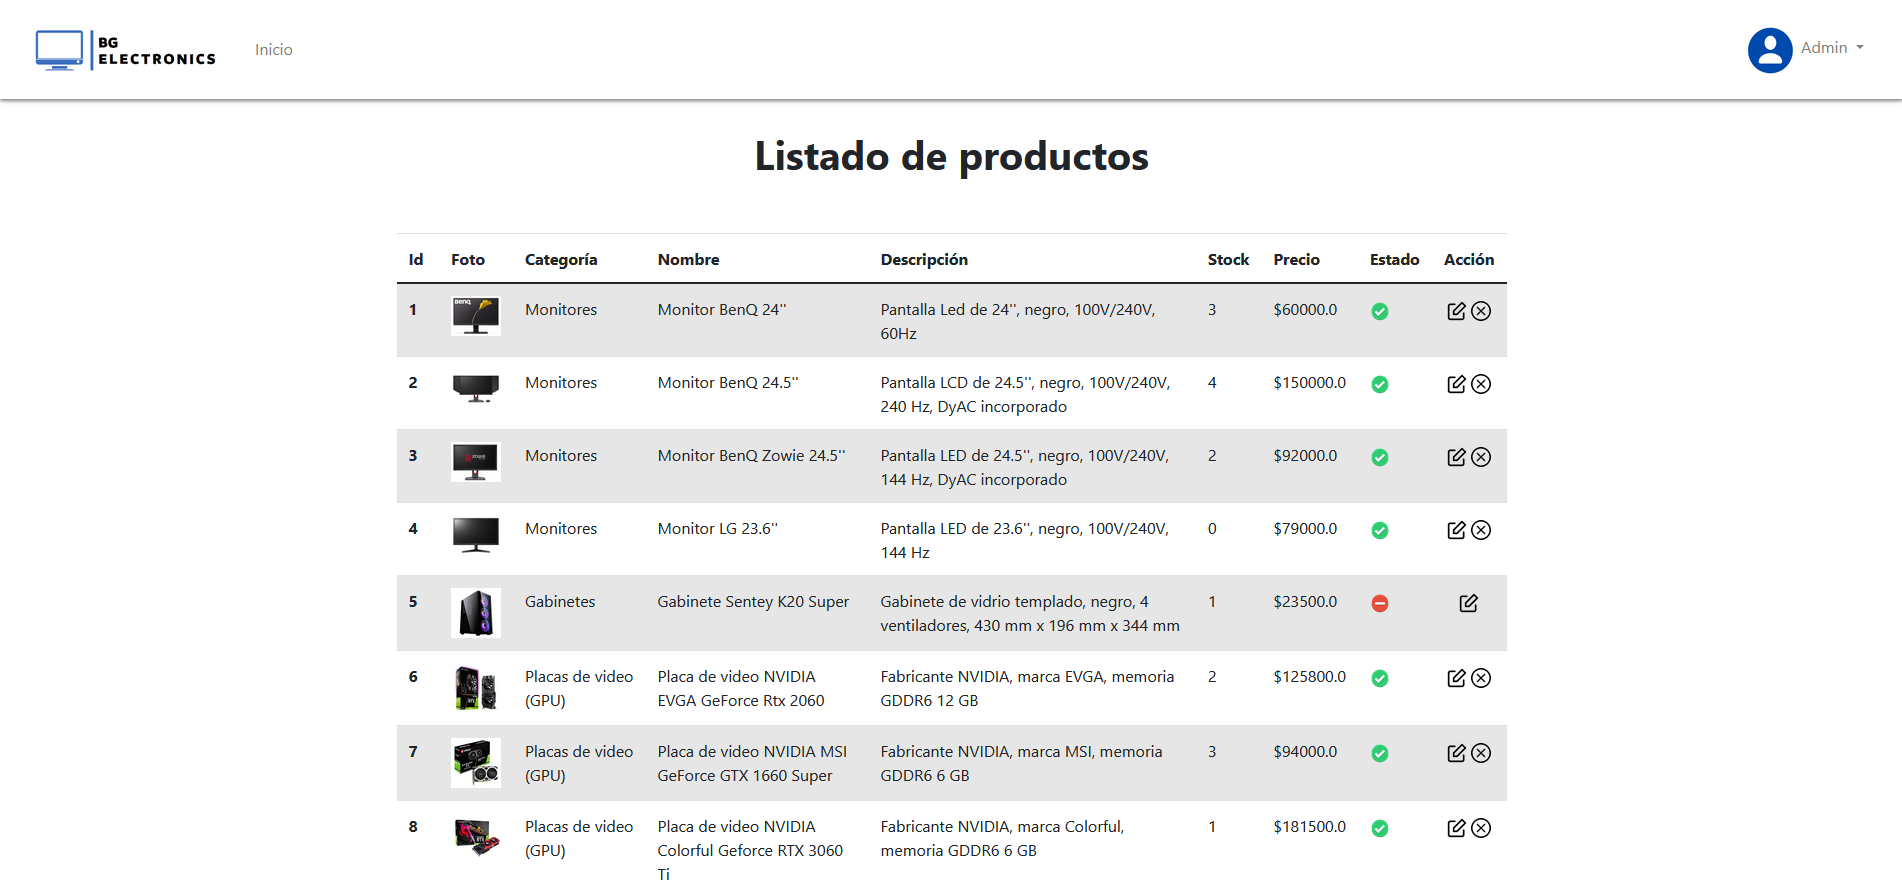 BG
ELECTRONICS
Inicio
Admin
Listado de productos
Id Foto Categoría Nombre Descripción Stock Precio Estado Acción
1 BenQ Monitores Monitor BenQ 24'' Pantalla Led de 24'', negro, 100V/240V, 3 $60000.0
60Hz
2 Monitores Monitor BenQ 24.5'' Pantalla LCD de 24.5'', negro, 100V/240V, 4 $150000.0
240 Hz, DyAC incorporado
3 ZOWIE Monitores Monitor BenQ Zowie 24.5'' Pantalla LED de 24.5'', negro, 100V/240V, 2 $92000.0
144 Hz, DyAC incorporado
4 Monitores Monitor LG 23.6'' Pantalla LED de 23.6'', negro, 100V/240V, 0 $79000.0
144 Hz
5 Gabinetes Gabinete Sentey K20 Super Gabinete de vidrio templado, negro, 4 1 $23500.0
ventiladores, 430 mm x 196 mm x 344 mm
6 Placas de video Placa de video NVIDIA Fabricante NVIDIA, marca EVGA, memoria 2 $125800.0
(GPU) EVGA GeForce Rtx 2060 GDDR6 12 GB
7 Placas de video Placa de video NVIDIA MSI Fabricante NVIDIA, marca MSI, memoria 3 $94000.0
(GPU) GeForce GTX 1660 Super GDDR6 6 GB
8 Placas de video Placa de video NVIDIA Fabricante NVIDIA, marca Colorful, 1 $181500.0
(GPU) Colorful Geforce RTX 3060 memoria GDDR6 6 GB
Ti